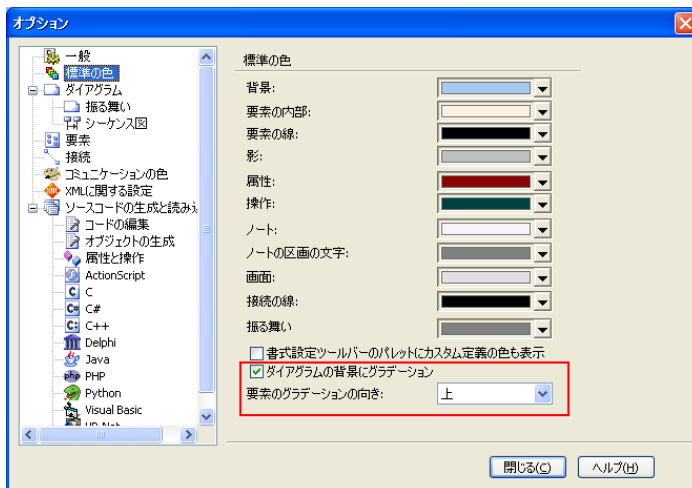 オプション
一般
標準の色
ダイアグラム
振る舞い
シーケンス図
要素
接続
コミュニケーションの色
XMLに関する設定
ソースコードの生成と読み
コードの編集
オブジェクトの生成
属性と操作
ActionScript
C
C#
C++
Delphi
Java
PHP
Python
Visual Basic
標準の色
背景:
要素の内部:
要素の線:
影:
属性:
操作:
ノート:
ノートの区画の文字:
画面:
接続の線:
振る舞い
書式設定ツールバーのパレットにカスタム定義の色も表示
ダイアグラムの背景にグラデーション
要素のグラデーションの向き: 上
閉じる(C) ヘルプ(H)